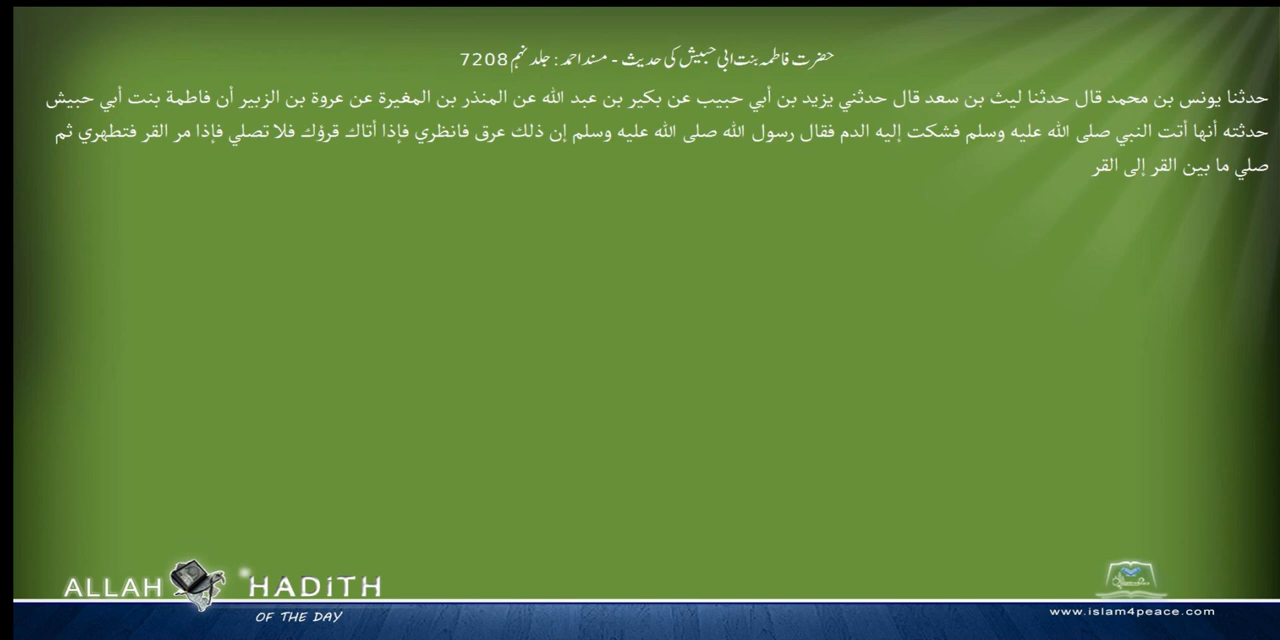 حضرت فاطمہ بنت ابی حبیش کی حدیث - مسند احمد : جلد نہم 7208
حدثنا يونس بن محمد قال حدثنا ليث بن سعد قال حدثني يزيد بن أبي حبيب عن بكير بن عبد الله عن المنذر بن المغيرة عن عروة بن الزبير أن فاطمة بنت أبي حبيش
حدثته أنها أتت النبي صلى الله عليه وسلم فشكت إليه الدم فقال رسول الله صلى الله عليه وسلم إن ذلك عرق فانظري فإذا أتاك قرؤك فلا تصلي فإذا مر القر فتطهري ثم
صلي ما بين القر إلى القر
ALLAH HADITH
OF THE DAY
www.islam4peace.com